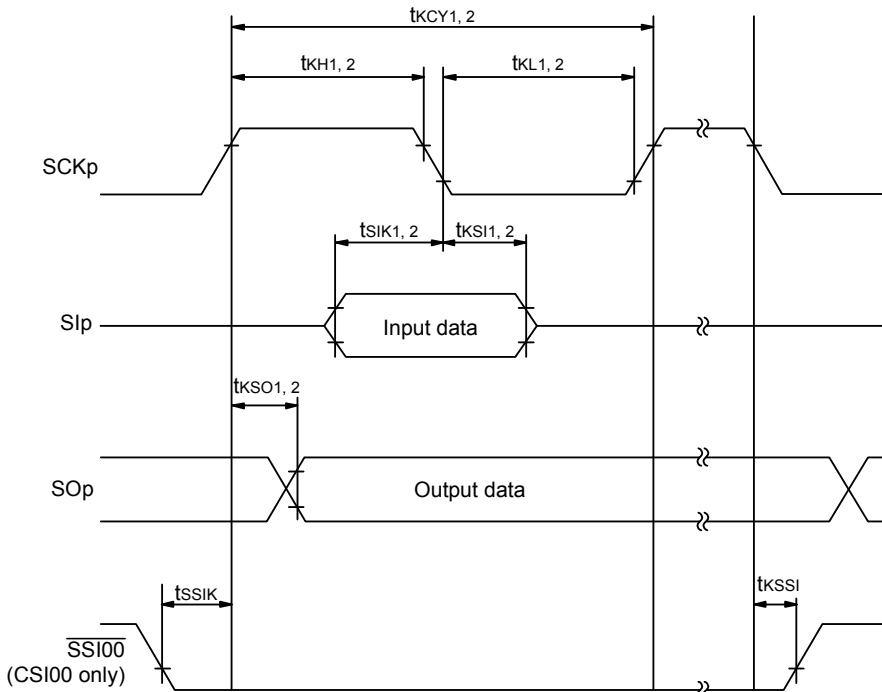 tKCY1, 2
tKH1, 2
tKL1, 2
SCKp
tSIK1, 2
tKSI1, 2
SIp
Input data
tKSO1, 2
SOp
Output data
tSSIK
tKSSI
SSI00
(CSI00 only)